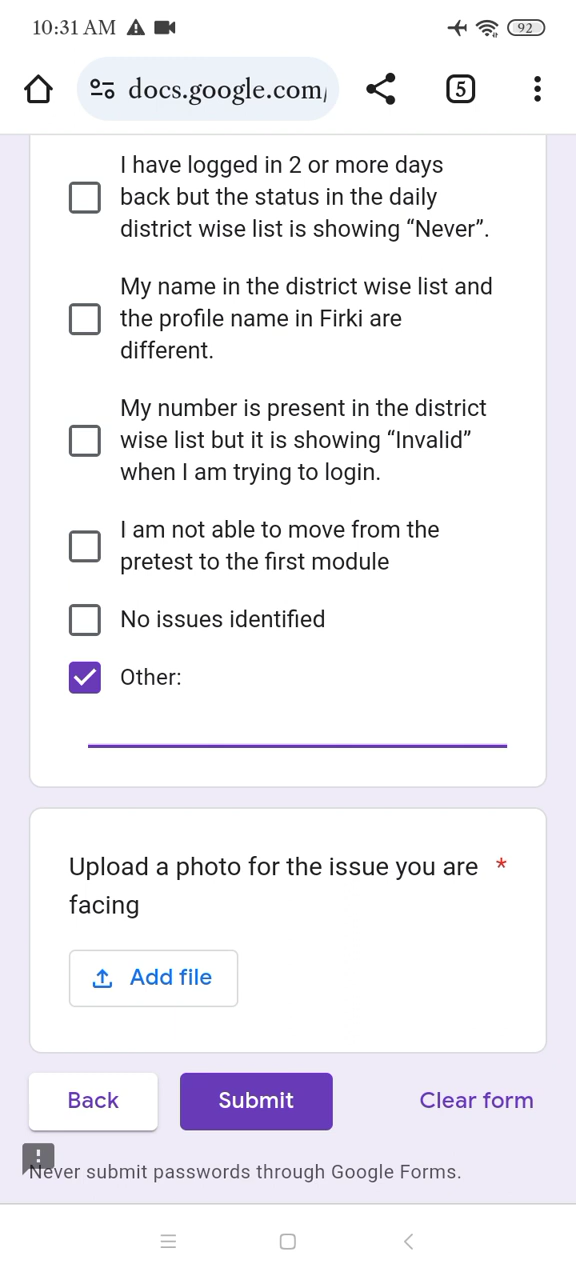 10:31 AM
92
docs.google.com/
5
I have logged in 2 or more days
back but the status in the daily
district wise list is showing “Never”.
My name in the district wise list and
the profile name in Firki are
different.
My number is present in the district
wise list but it is showing “Invalid”
when I am trying to login.
I am not able to move from the
pretest to the first module
No issues identified
Other:
Upload a photo for the issue you are *
facing
Add file
Back
Submit
Clear form
Never submit passwords through Google Forms.